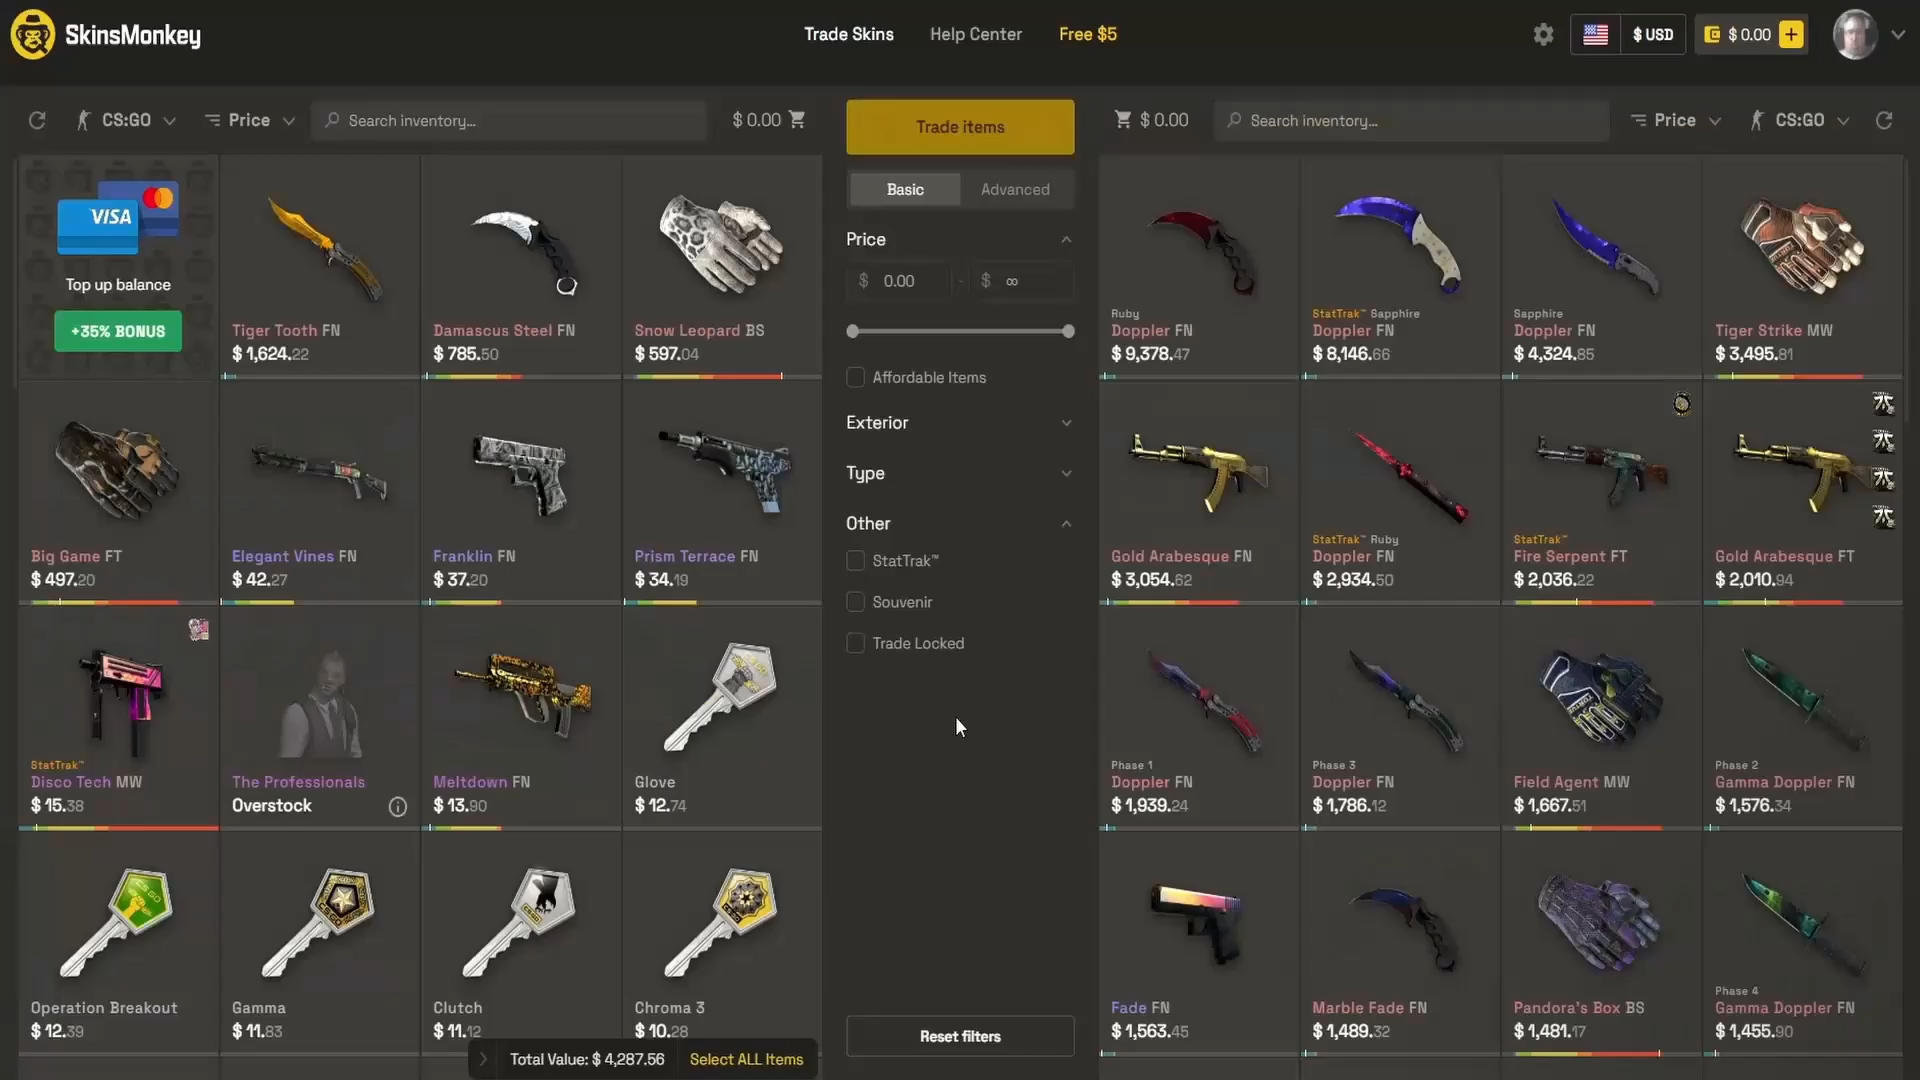 SkinsMonkey
Trade Skins
Help Center
Free $5
$ USD
$ 0.00
CS:GO
Price
Search inventory...
$ 0.00
Trade items
$ 0.00
Search inventory...
Price
CS:GO
VISA
Top up balance
+35% BONUS
Tiger Tooth FN
$ 1,624.22
Damascus Steel FN
$ 785.50
Snow Leopard BS
$ 597.04
Big Game FT
$ 497.20
Elegant Vines FN
$ 42.27
Franklin FN
$ 37.20
Prism Terrace FN
$ 34.19
StatTrak™
Disco Tech MW
$ 15.38
The Professionals
Overstock
Meltdown FN
$ 13.90
Glove
$ 12.74
Operation Breakout
$ 12.39
Gamma
$ 11.83
Clutch
$ 11.12
Chroma 3
$ 10.28
Total Value: $ 4,287.56
Select ALL Items
Basic
Advanced
Price
$ 0.00 - $ ∞
Affordable Items
Exterior
Type
Other
StatTrak™
Souvenir
Trade Locked
Reset filters
Ruby
Doppler FN
$ 9,378.47
StatTrak™ Sapphire
Doppler FN
$ 8,146.66
Sapphire
Doppler FN
$ 4,324.85
Tiger Strike MW
$ 3,495.81
Gold Arabesque FN
$ 3,054.62
StatTrak™ Ruby
Doppler FN
$ 2,934.50
StatTrak™
Fire Serpent FT
$ 2,036.22
Gold Arabesque FT
$ 2,010.94
Phase 1
Doppler FN
$ 1,939.24
Phase 3
Doppler FN
$ 1,786.12
Field Agent MW
$ 1,667.51
Phase 2
Gamma Doppler FN
$ 1,576.34
Fade FN
$ 1,563.45
Marble Fade FN
$ 1,489.32
Pandora's Box BS
$ 1,481.17
Phase 4
Gamma Doppler FN
$ 1,455.90